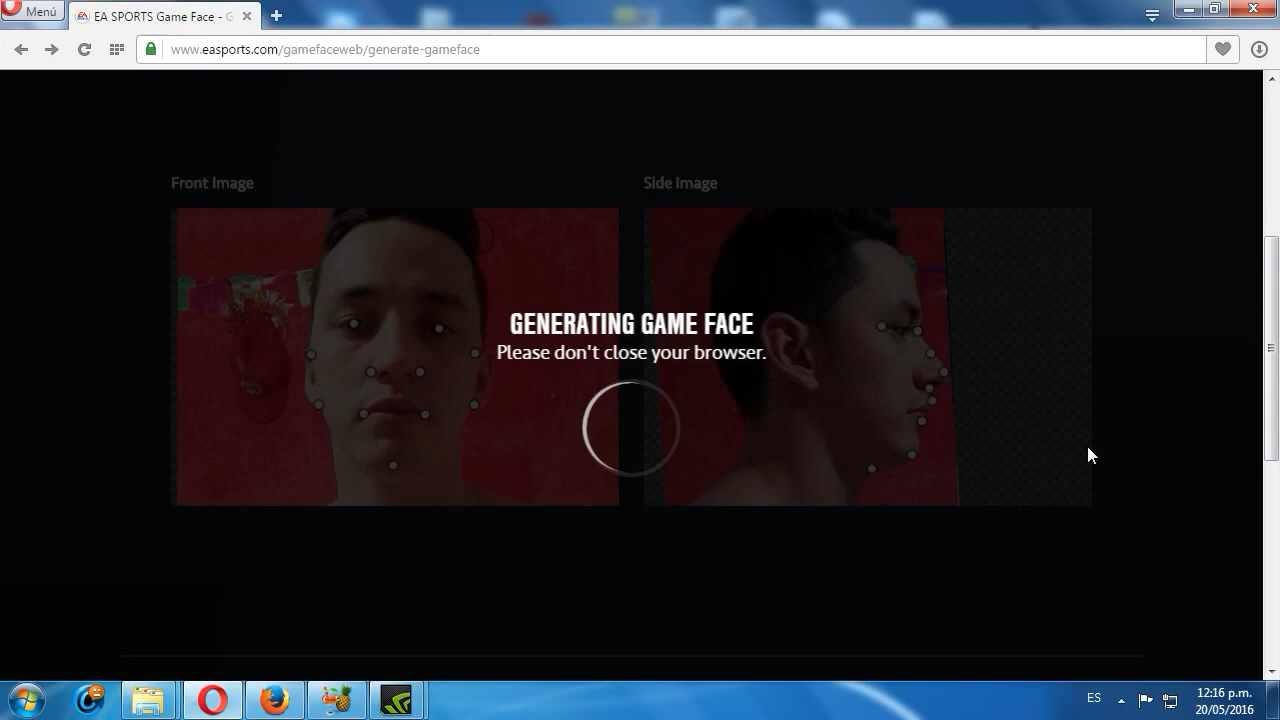 Menú
EA SPORTS Game Face - G
www.easports.com/gamefaceweb/generate-gameface
Front Image
Side Image
GENERATING GAME FACE
Please don't close your browser.
ES
12:16 p.m.
20/05/2016